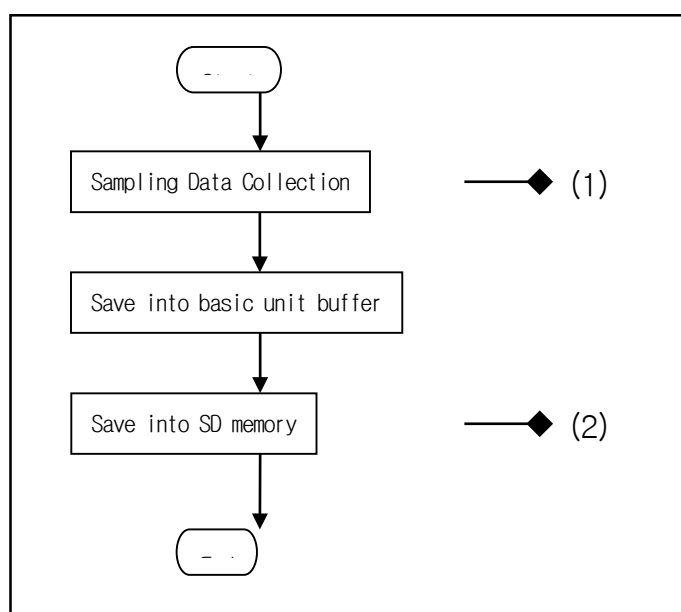 Sampling Data Collection
(1)
Save into basic unit buffer
Save into SD memory
(2)